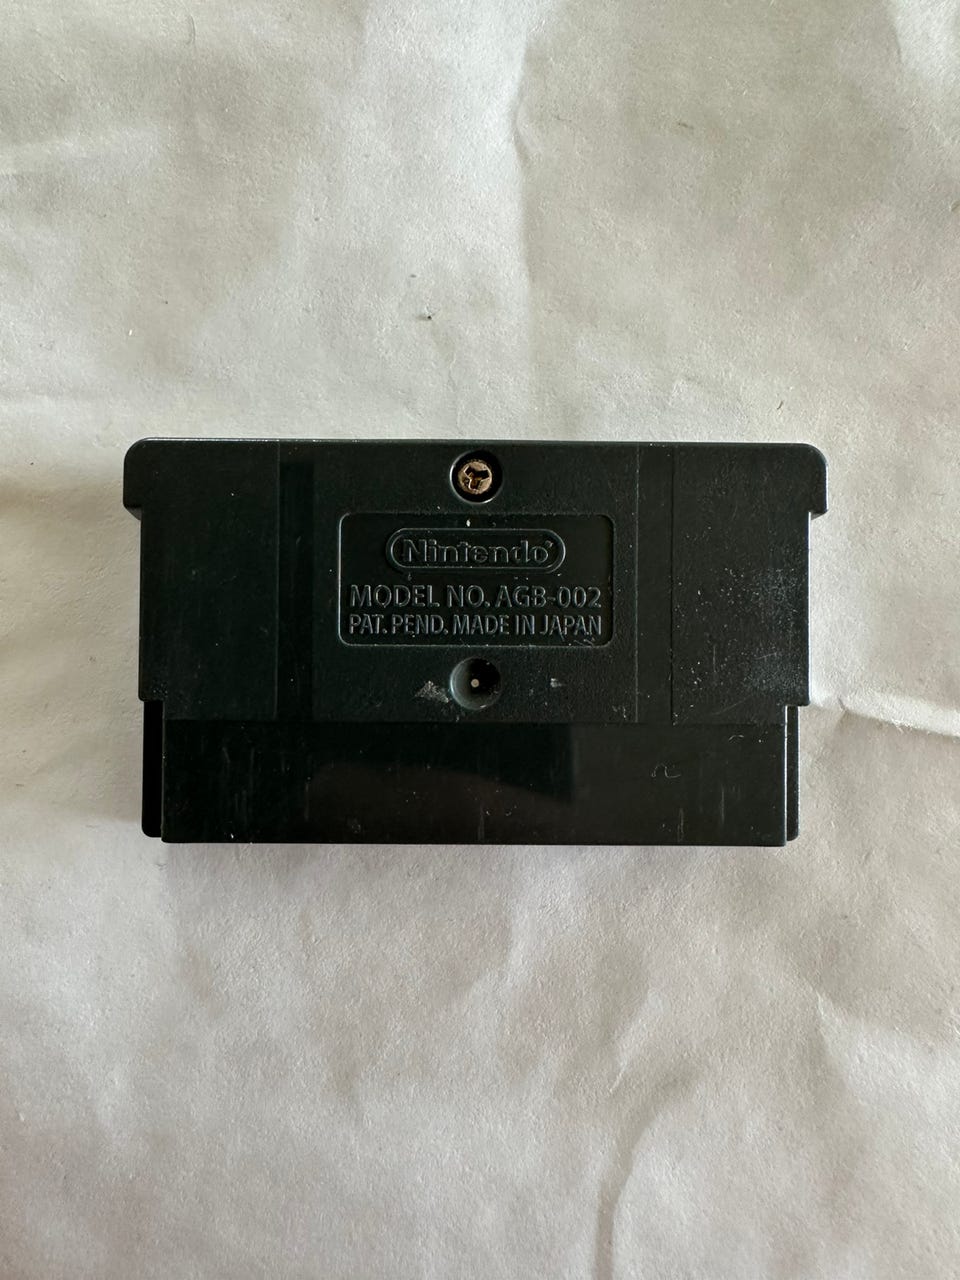 Nintendo®
MODEL NO. AGB-002
PAT. PEND. MADE IN JAPAN